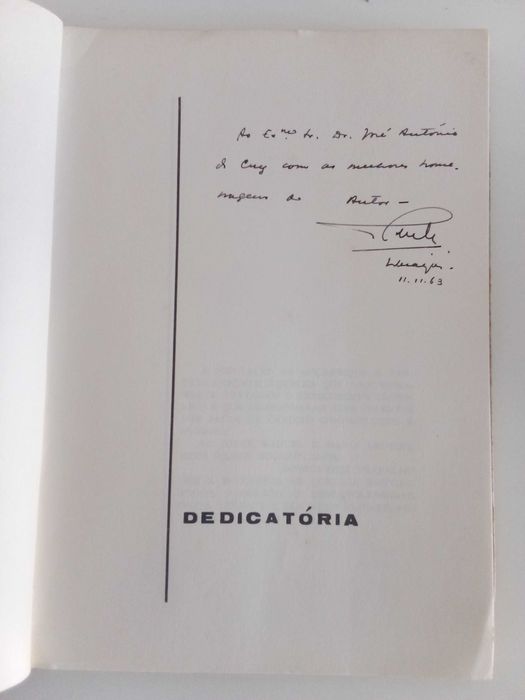 Ao Ex.mo Sr. Dr. José António
de Cruz com as melhores home-
nagens do Autor —
11.11.63
DEDICATÓRIA